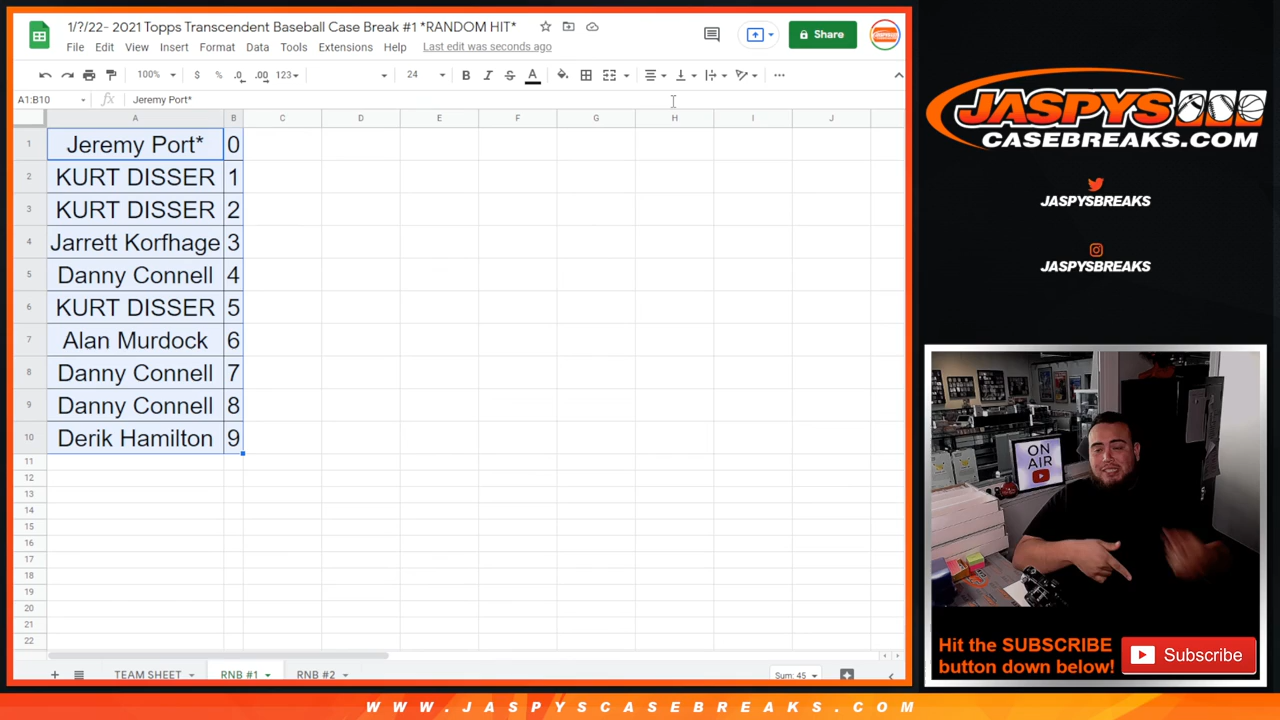 1/?/22- 2021 Topps Transcendent Baseball Case Break #1 *RANDOM HIT*
File Edit View Insert Format Data Tools Extensions Help Last edit was seconds ago
Share
100% $ % .0 .00 123 24 B I S A
A1:B10 fx Jeremy Port*
A B C D E F G H I J
1 Jeremy Port* 0
2 KURT DISSER 1
3 KURT DISSER 2
4 Jarrett Korfhage 3
5 Danny Connell 4
6 KURT DISSER 5
7 Alan Murdock 6
8 Danny Connell 7
9 Danny Connell 8
10 Derik Hamilton 9
11
12
13
14
15
16
17
18
19
20
21
22
+ TEAM SHEET RNB #1 RNB #2 Sum: 45
JASPYS
CASEBREAKS.COM
JASPYSBREAKS
JASPYSBREAKS
ON
AIR
Hit the SUBSCRIBE
button down below!
Subscribe
WWW.JASPYSCASEBREAKS.COM